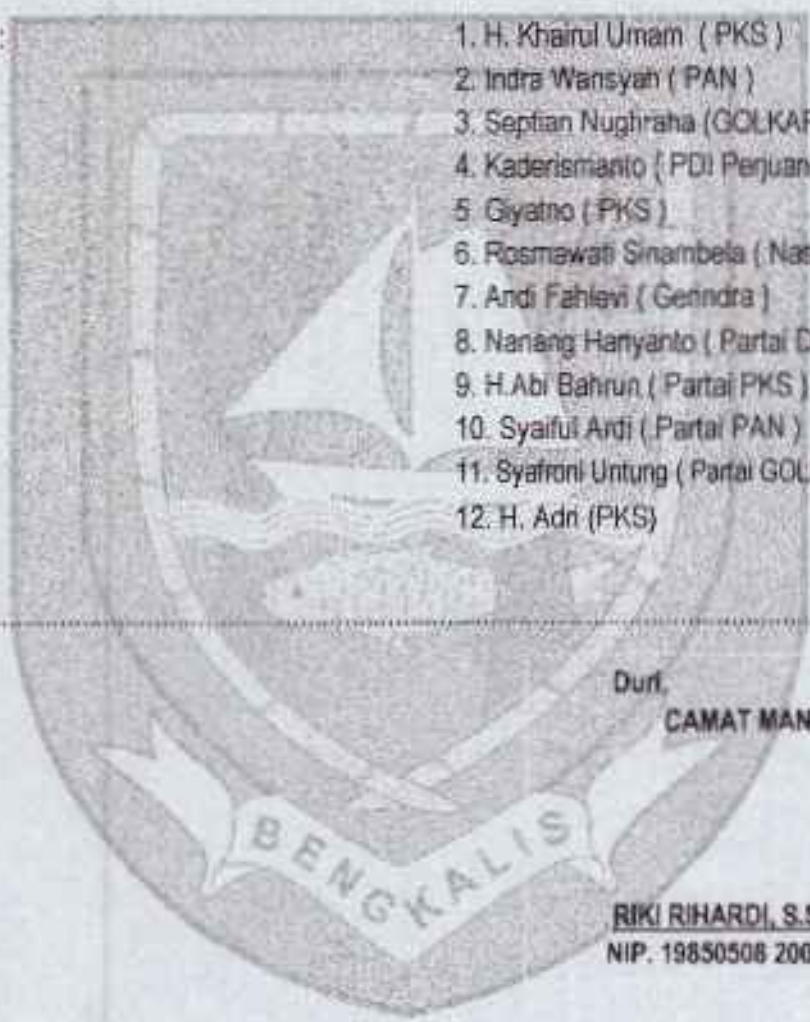 :
1. H. Khairul Umam ( PKS )
2. Indra Wansyah ( PAN )
3. Septian Nughraha (GOLKAR
4. Kaderismanto ( PDI Perjuan
5 Giyatno ( PKS )
6. Rosmawati Sinambela ( Nas
7. Andi Fahlevi ( Gerindra )
8. Nanang Hariyanto ( Partai D
9. H.Abi Bahrun ( Partai PKS )
10. Syaiful Ardi ( Partai PAN )
11. Syafroni Untung ( Partai GOL
12. H. Adri (PKS)
Duri,
CAMAT MAN
BENGKALIS
RIKI RIHARDI, S.S
NIP. 19850508 200